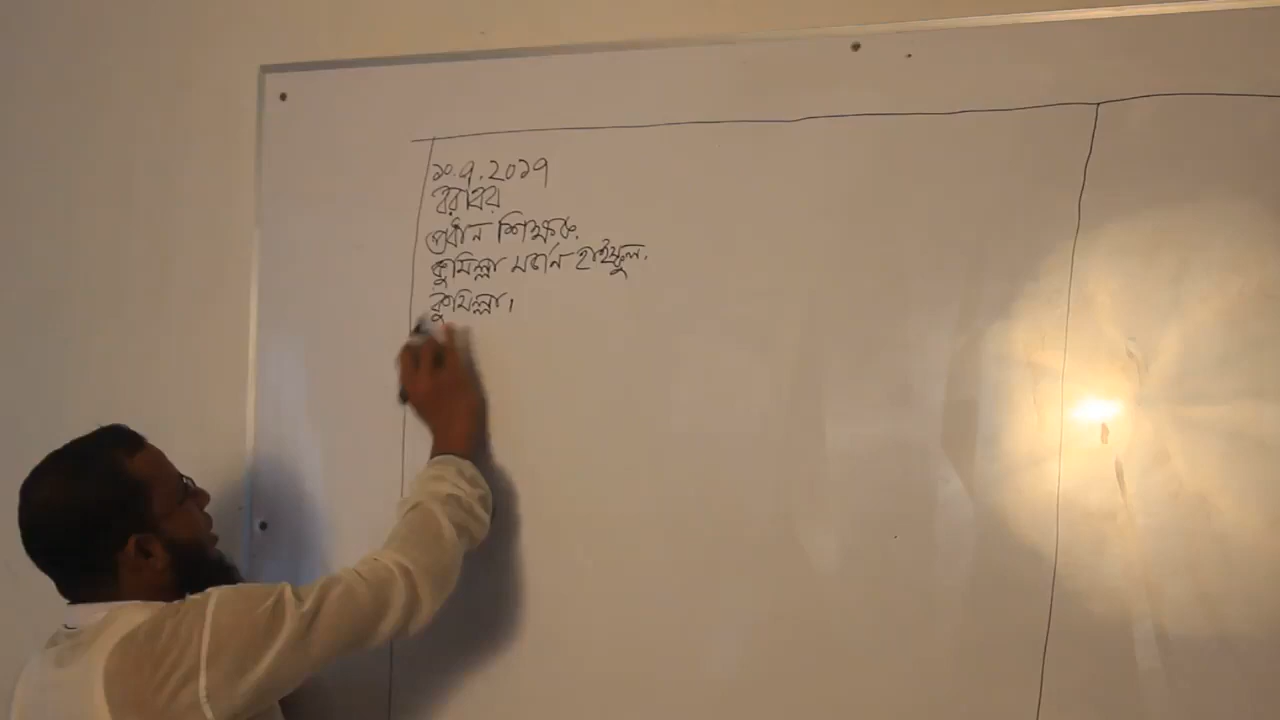 ১০.৭.২০১৭
বরাবর
প্রধান শিক্ষক,
কুমিল্লা মডার্ন হাইস্কুল,
কুমিল্লা।